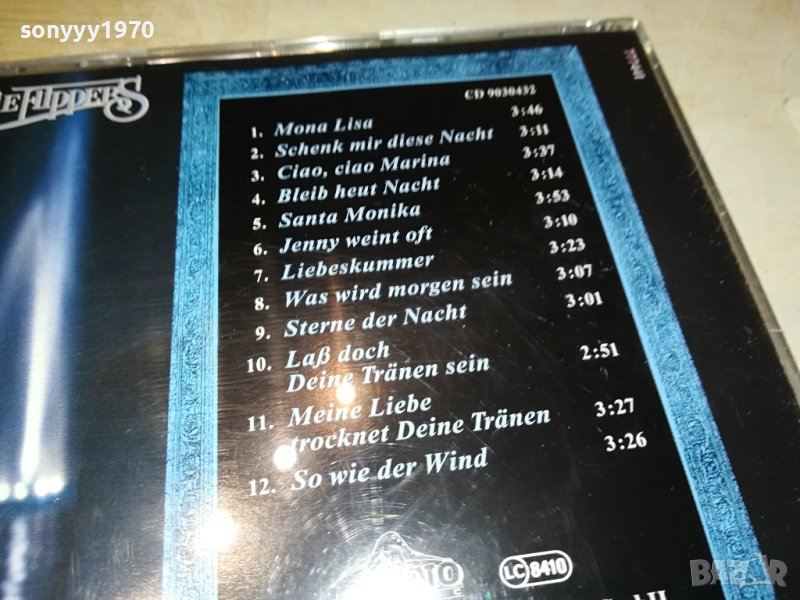 sonyyy1970
FLIPPERS
CD 9030432
1. Mona Lisa 3:46
2. Schenk mir diese Nacht 3:11
3. Ciao, ciao Marina 3:37
4. Bleib heut Nacht 3:14
5. Santa Monika 3:53
6. Jenny weint oft 3:10
7. Liebeskummer 3:23
8. Was wird morgen sein 3:07
9. Sterne der Nacht 3:01
10. Laß doch
Deine Tränen sein 2:51
11. Meine Liebe
trocknet Deine Tränen 3:27
12. So wie der Wind 3:26
LC 8410
BAZAR